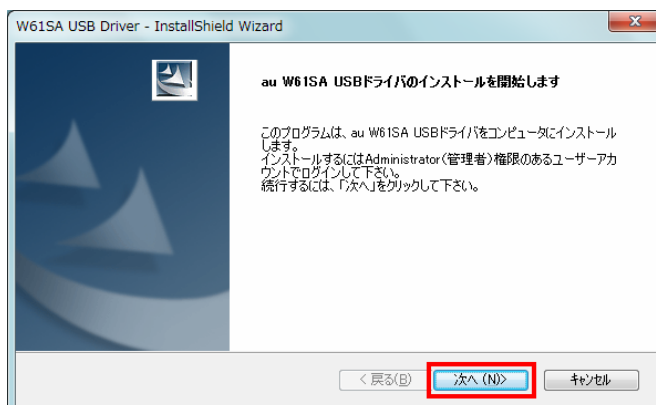 W61SA USB Driver - InstallShield Wizard
au W61SA USBドライバのインストールを開始します
このプログラムは、au W61SA USBドライバをコンピュータにインストール
します。
インストールするにはAdministrator(管理者)権限のあるユーザーアカ
ウントでログインして下さい。
続行するには、「次へ」をクリックして下さい。
< 戻る(B)
次へ (N)>
キャンセル